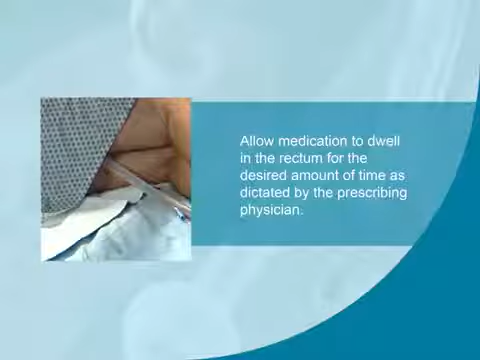 Allow medication to dwell
in the rectum for the
desired amount of time as
dictated by the prescribing
physician.